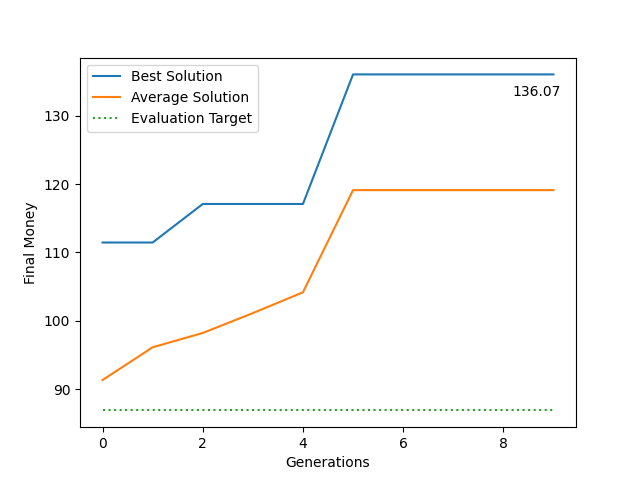 Best Solution
Average Solution
Evaluation Target
136.07
130
120
110
100
90
Final Money
0 2 4 6 8
Generations